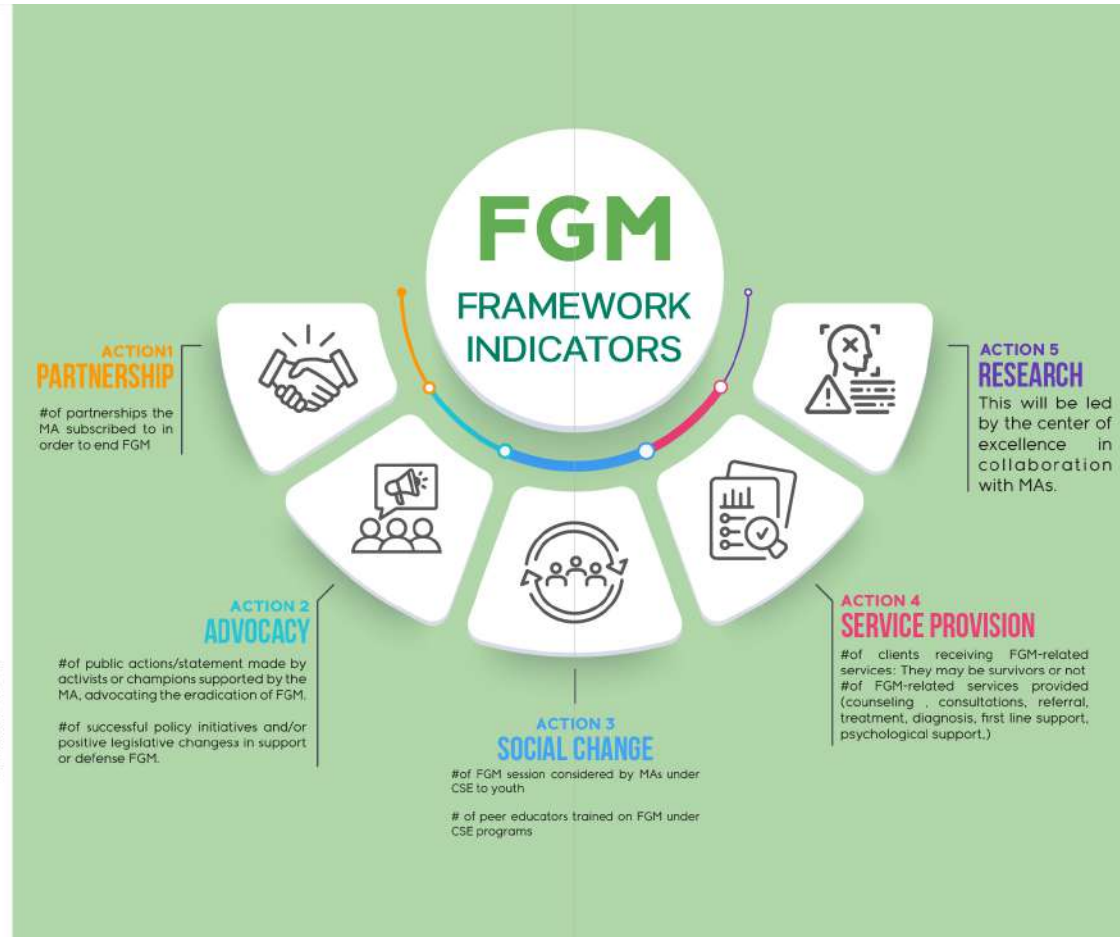 FGM
FRAMEWORK
INDICATORS
ACTION1
PARTNERSHIP
#of partnerships the
MA subscribed to in
order to end FGM
ACTION 2
ADVOCACY
#of public actions/statement made by
activists or champions supported by the
MA, advocating the eradication of FGM.
#of successful policy initiatives and/or
positive legislative changesa in support
or defense FGM.
ACTION 3
SOCIAL CHANGE
#of FGM session considered by MAs under
CSE to youth
# of peer educators trained on FGM under
CSE programs
ACTION 4
SERVICE PROVISION
#of clients receiving FGM-related
services: They may be survivors or not
#of FGM-related services provided
(counseling , consultations, referral,
treatment, diagnosis, first line support,
psychological support,)
ACTION 5
RESEARCH
This will be led
by the center of
excellence in
collaboration
with MAs.